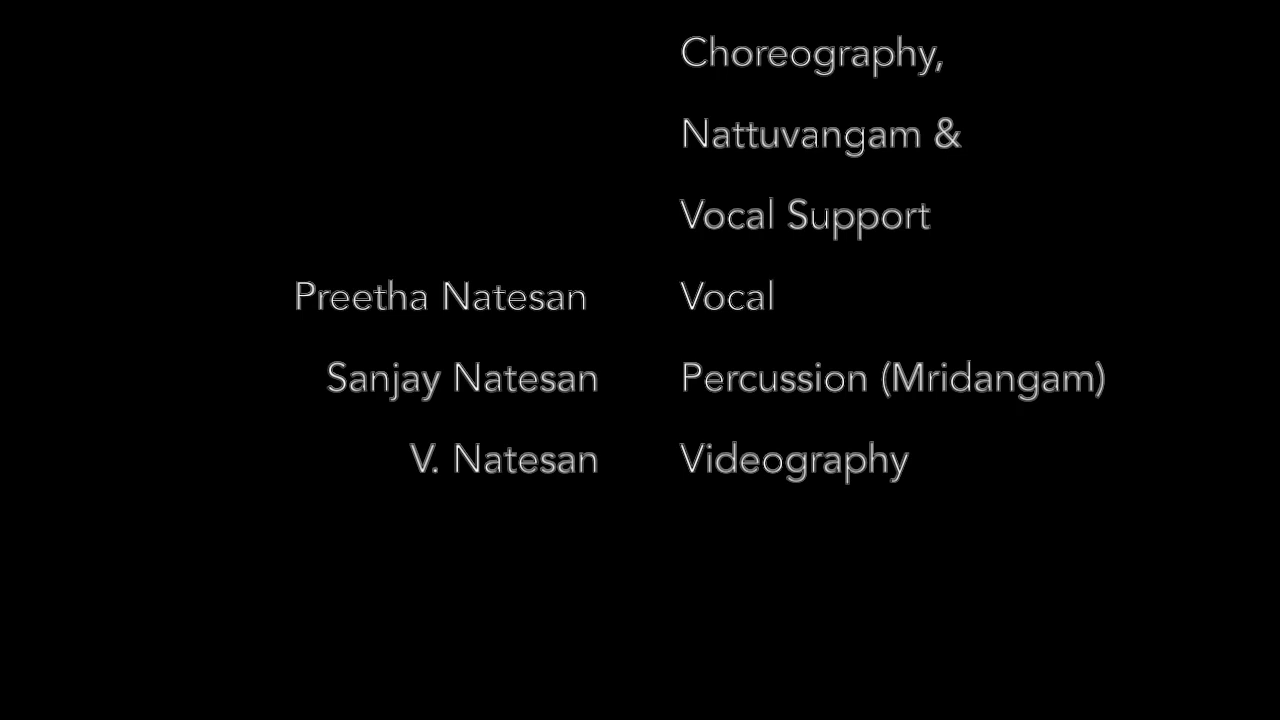 Choreography,
Nattuvangam &
Vocal Support
Preetha Natesan Vocal
Sanjay Natesan Percussion (Mridangam)
V. Natesan Videography